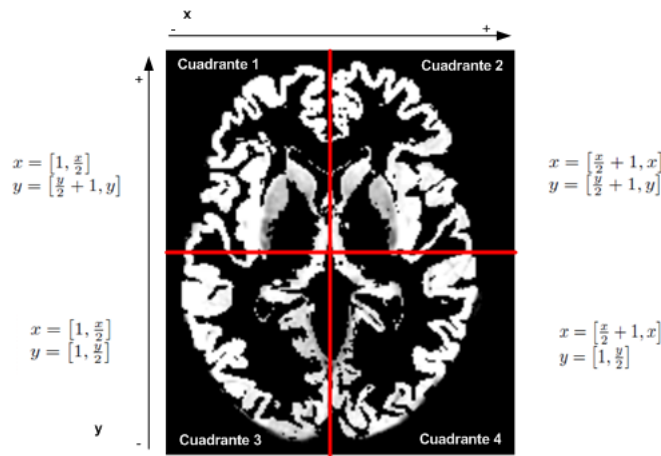 x
- +
Cuadrante 1 Cuadrante 2
+
x = [1, x/2]
y = [y/2 + 1, y]
x = [x/2 + 1, x]
y = [y/2 + 1, y]
x = [1, x/2]
y = [1, y/2]
x = [x/2 + 1, x]
y = [1, y/2]
y
-
Cuadrante 3 Cuadrante 4